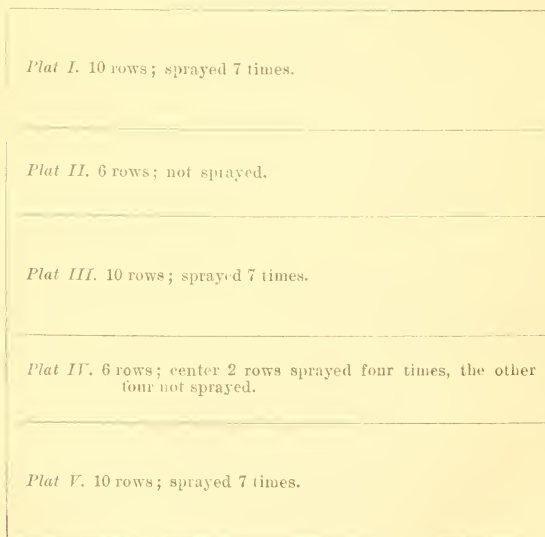 Plat I. 10 rows; sprayed 7 times.
Plat II. 6 rows; not sprayed.
Plat III. 10 rows; sprayed 7 times.
Plat IV. 6 rows; center 2 rows sprayed four times, the other
four not sprayed.
Plat V. 10 rows; sprayed 7 times.